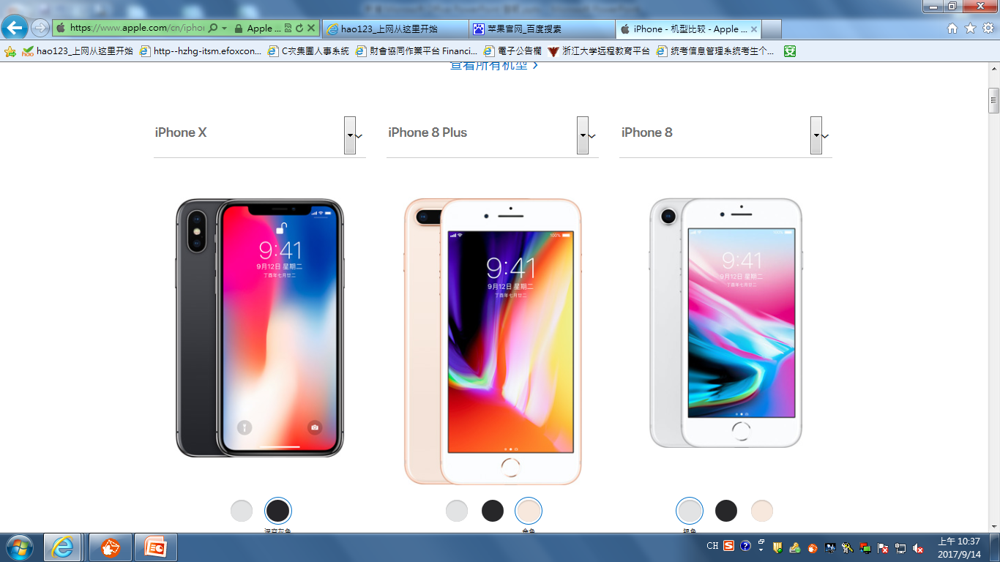 https://www.apple.com/cn/ipho
Apple ...
hao123_上网从这里开始
苹果官网_百度搜索
iPhone - 机型比较 - Apple ...
hao123_上网从这里开始
http--hzhg-itsm.efoxcon...
C次集團人事系統
財會協同作業平台 Financi...
電子公告欄
浙江大学远程教育平台
统考信息管理系统考生个...
查看所有机型
iPhone X
iPhone 8 Plus
iPhone 8
9:41
9月12日 星期二
丁酉年七月廿二
100%
9:41
9月12日 星期二
丁酉年七月廿二
100%
9:41
9月12日 星期二
丁酉年七月廿二
深空灰色
金色
银色
CH
上午 10:37
2017/9/14